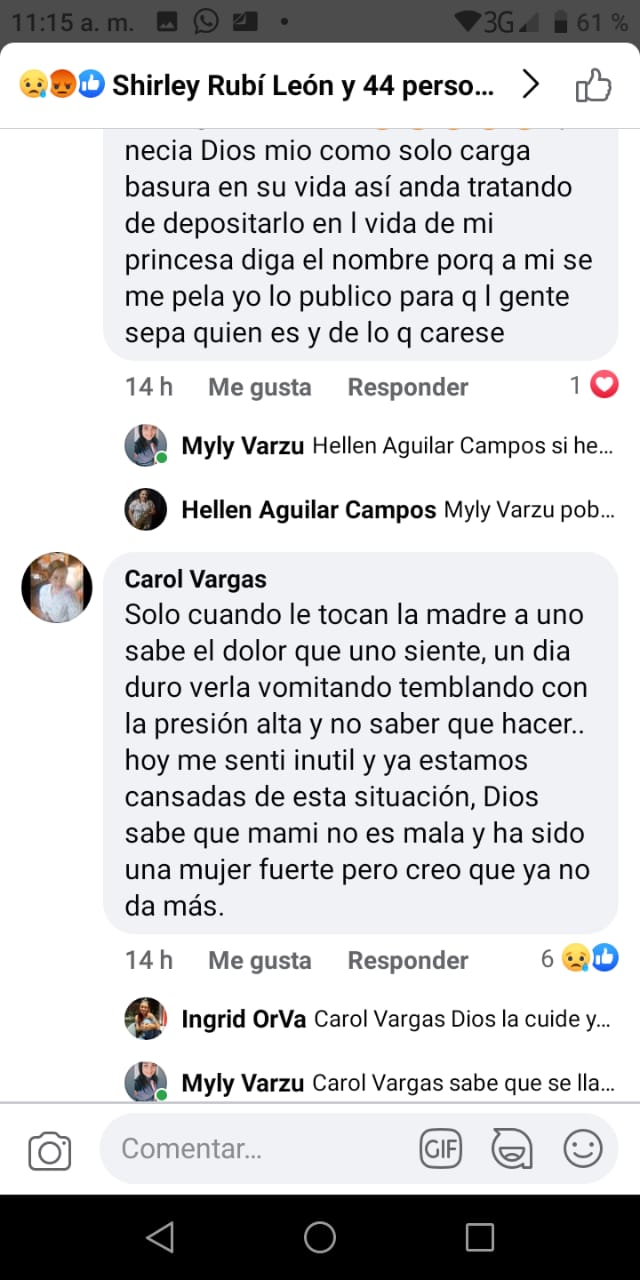 11:15 a. m.
3G 61 %
Shirley Rubí León y 44 perso...
necia Dios mio como solo carga
basura en su vida así anda tratando
de depositarlo en l vida de mi
princesa diga el nombre porq a mi se
me pela yo lo publico para q l gente
sepa quien es y de lo q carese
14 h Me gusta Responder 1
Myly Varzu Hellen Aguilar Campos si he...
Hellen Aguilar Campos Myly Varzu pob...
Carol Vargas
Solo cuando le tocan la madre a uno
sabe el dolor que uno siente, un dia
duro verla vomitando temblando con
la presión alta y no saber que hacer..
hoy me senti inutil y ya estamos
cansadas de esta situación, Dios
sabe que mami no es mala y ha sido
una mujer fuerte pero creo que ya no
da más.
14 h Me gusta Responder 6
Ingrid OrVa Carol Vargas Dios la cuide y...
Myly Varzu Carol Vargas sabe que se lla...
Comentar...
GIF